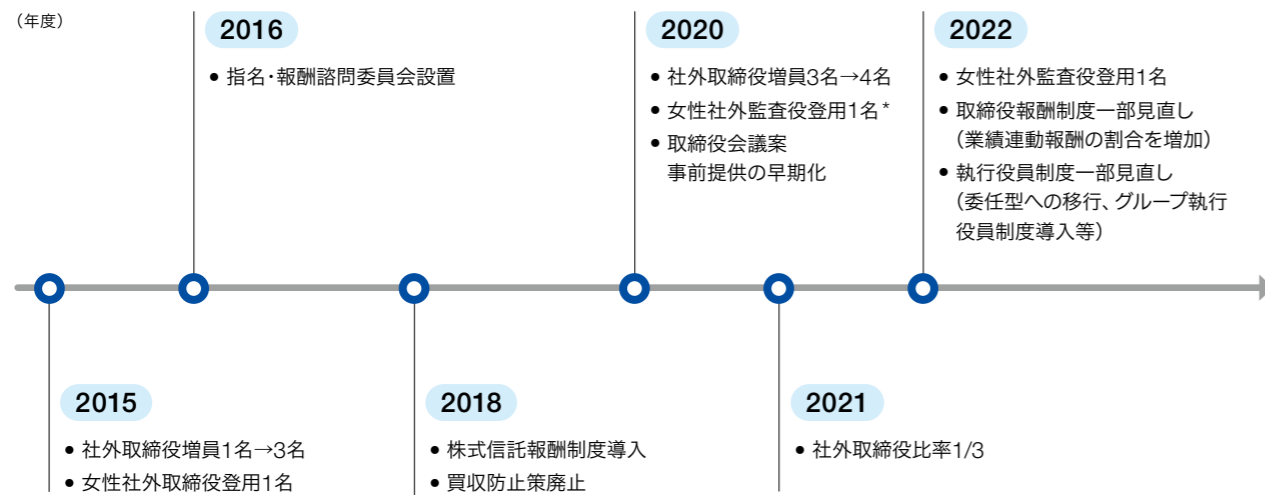 (年度)
2016
● 指名・報酬諮問委員会設置
2020
● 社外取締役増員3名→4名
● 女性社外監査役登用1名*
● 取締役会議案
事前提供の早期化
2022
● 女性社外監査役登用1名
● 取締役報酬制度一部見直し
(業績連動報酬の割合を増加)
● 執行役員制度一部見直し
(委任型への移行、グループ執行
役員制度導入等)
2015
● 社外取締役増員1名→3名
● 女性社外取締役登用1名
2018
● 株式信託報酬制度導入
● 買収防止策廃止
2021
● 社外取締役比率1/3